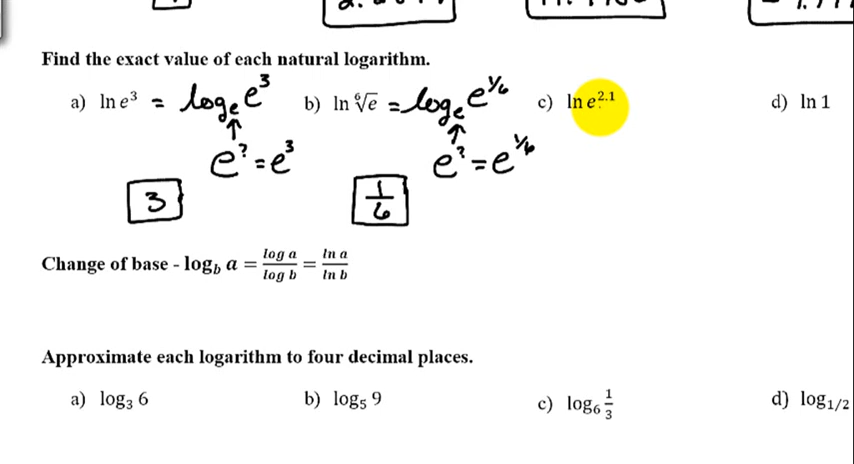 Find the exact value of each natural logarithm.
a) ln e³ = logₑ e³ b) ln ⁶√e = logₑ e^1/6 c) ln e^2.1 d) ln 1
e^? = e³ e^? = e^1/6
3 1/6
Change of base - log_b a = log a / log b = ln a / ln b
Approximate each logarithm to four decimal places.
a) log₃ 6 b) log₅ 9 c) log₆ 1/3 d) log_1/2